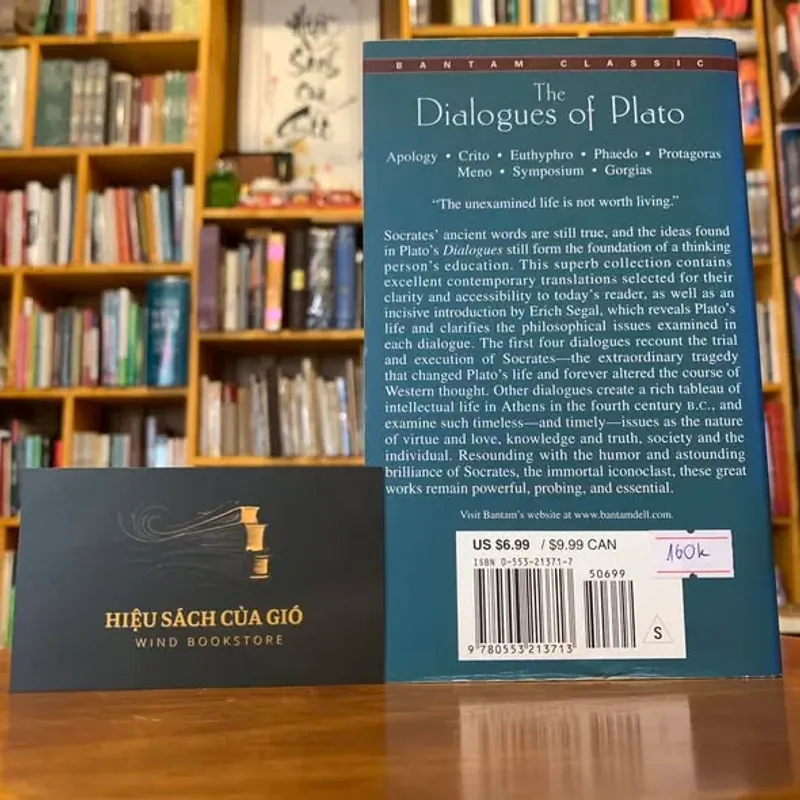 BANTAM CLASSIC
The
Dialogues of Plato
Apology • Crito • Euthyphro • Phaedo • Protagoras
Meno • Symposium • Gorgias
“The unexamined life is not worth living.”
Socrates’ ancient words are still true, and the ideas found
in Plato’s Dialogues still form the foundation of a thinking
person’s education. This superb collection contains
excellent contemporary translations selected for their
clarity and accessibility to today’s reader, as well as an
incisive introduction by Erich Segal, which reveals Plato’s
life and clarifies the philosophical issues examined in
each dialogue. The first four dialogues recount the trial
and execution of Socrates—the extraordinary tragedy
that changed Plato’s life and forever altered the course of
Western thought. Other dialogues create a rich tableau of
intellectual life in Athens in the fourth century B.C., and
examine such timeless—and timely—issues as the nature
of virtue and love, knowledge and truth, society and the
individual. Resounding with the humor and astounding
brilliance of Socrates, the immortal iconoclast, these great
works remain powerful, probing, and essential.
Visit Bantam’s website at www.bantamdell.com.
US $6.99 / $9.99 CAN
160k
ISBN 0-553-21371-7
50699
9 780553 213713
S
HIỆU SÁCH CỦA GIÓ
WIND BOOKSTORE